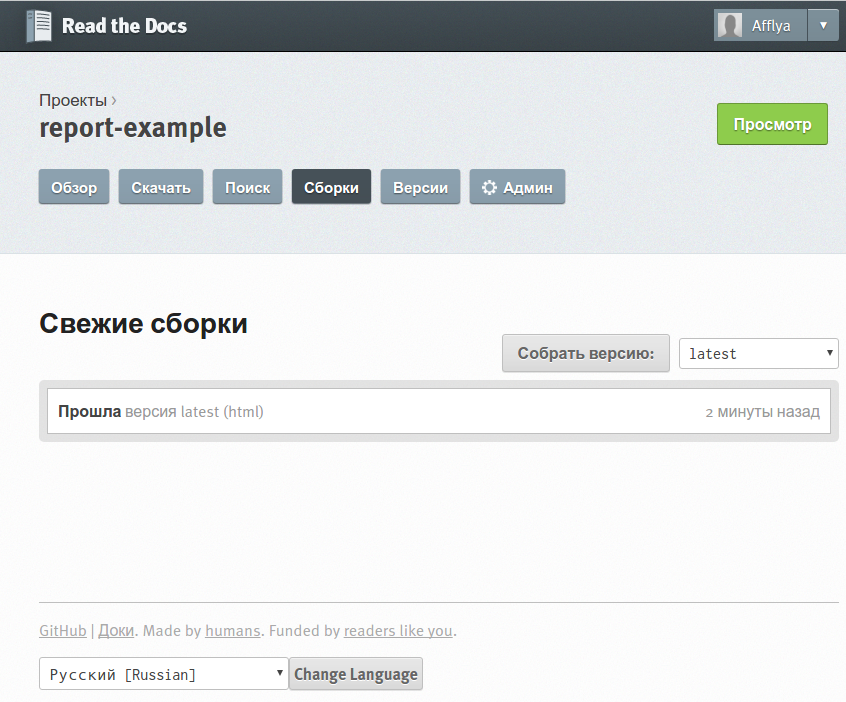 Read the Docs
Afflya
Проекты ›
report-example
Просмотр
Обзор Скачать Поиск Сборки Версии Админ
Свежие сборки
Собрать версию: latest
Прошла версия latest (html) 2 минуты назад
GitHub | Доки. Made by humans. Funded by readers like you.
Русский [Russian] Change Language